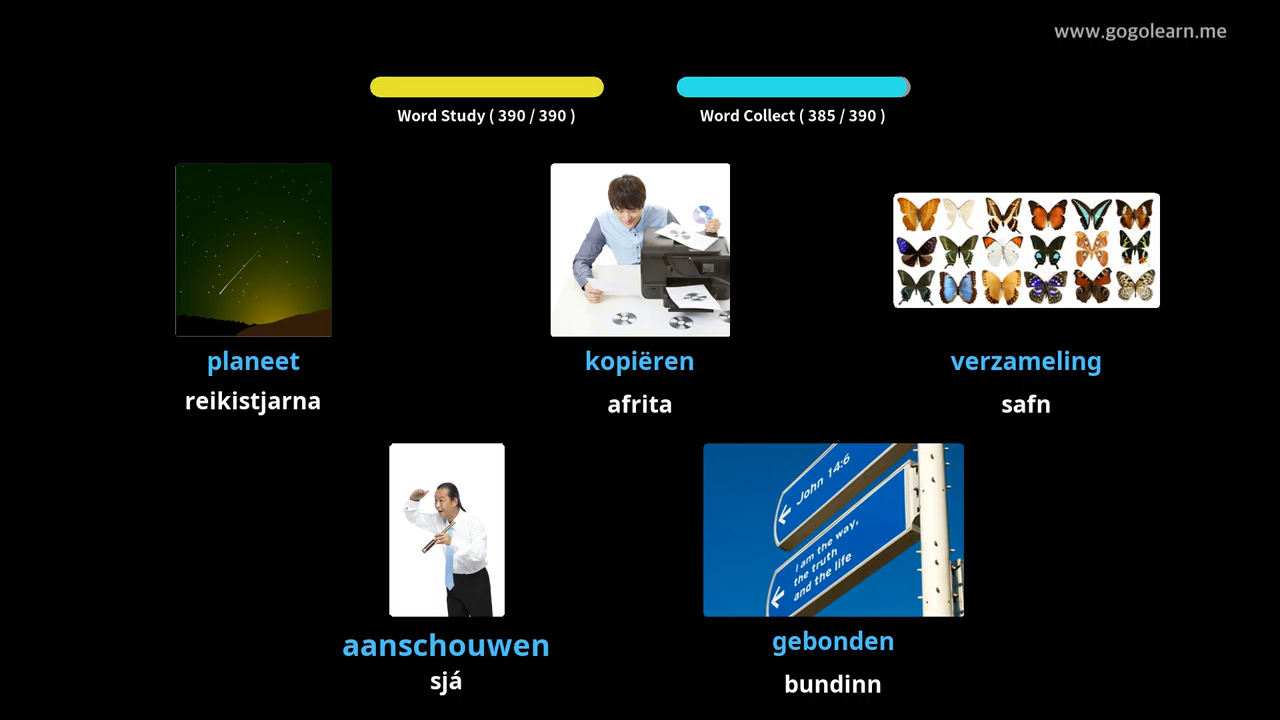 www.gogolearn.me
Word Study ( 390 / 390 )
Word Collect ( 385 / 390 )
planeet
reikistjarna
kopiëren
afrita
verzameling
safn
John 14:6
I am the way,
the truth
and the life
aanschouwen
sjá
gebonden
bundinn